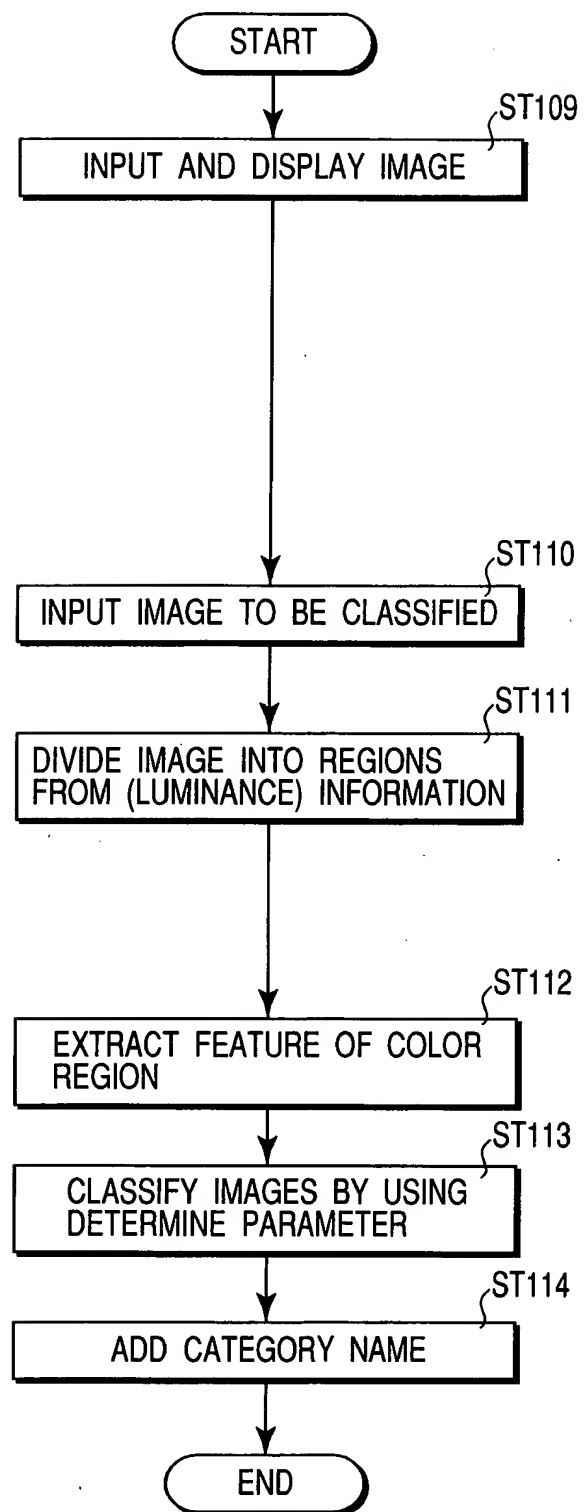 START
ST109
INPUT AND DISPLAY IMAGE
ST110
INPUT IMAGE TO BE CLASSIFIED
ST111
DIVIDE IMAGE INTO REGIONS
FROM (LUMINANCE) INFORMATION
ST112
EXTRACT FEATURE OF COLOR
REGION
ST113
CLASSIFY IMAGES BY USING
DETERMINE PARAMETER
ST114
ADD CATEGORY NAME
END